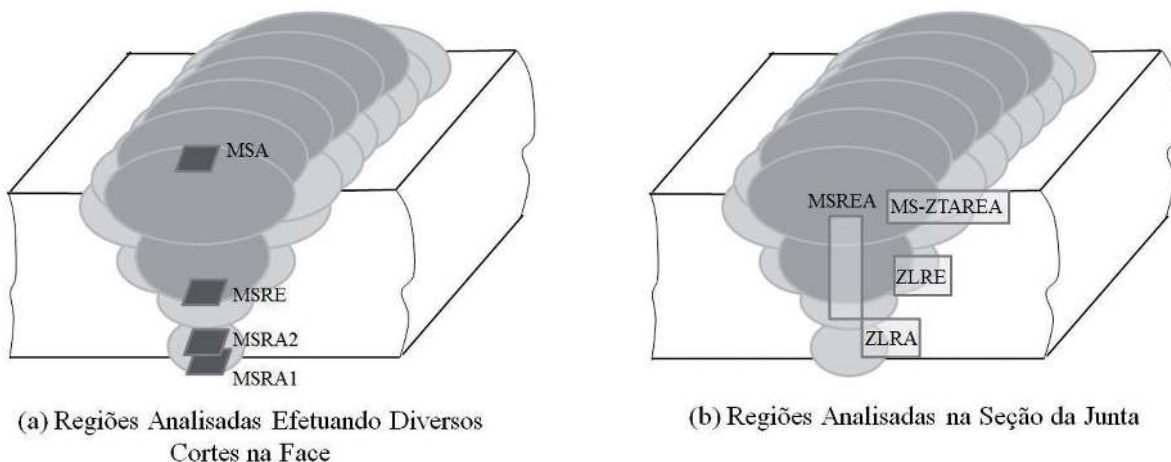 MSA
MSRE
MSRA2
MSRA1
(a) Regiões Analisadas Efetuando Diversos
Cortes na Face
MSREA
MS-ZTAREA
ZLRE
ZLRA
(b) Regiões Analisadas na Seção da Junta